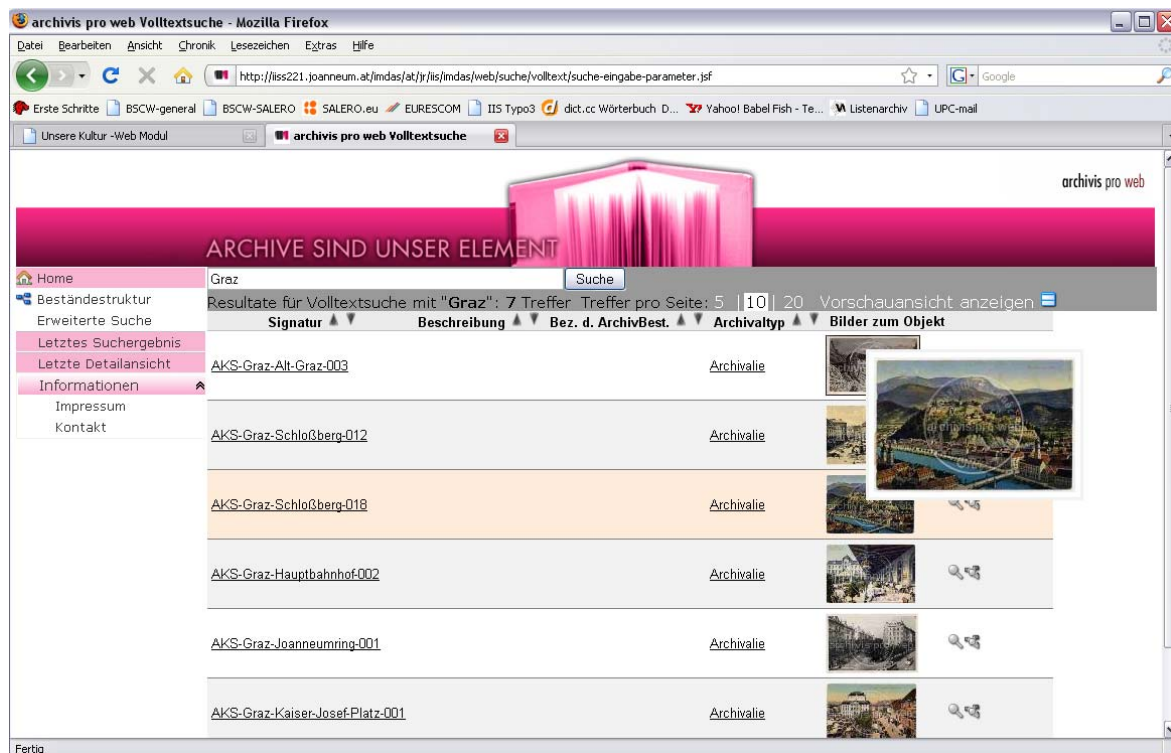 archivis pro web Volltextsuche - Mozilla Firefox
Datei Bearbeiten Ansicht Chronik Lesezeichen Extras Hilfe
http://iiss221.joanneum.at/imdas/at/jr/iis/imdas/web/suche/volltext/suche-eingabe-parameter.jsf
Google
Erste Schritte BSCW-general BSCW-SALERO SALERO.eu EURESCOM IIS Typo3 dict.cc Wörterbuch D... Yahoo! Babel Fish - Te... Listenarchiv UPC-mail
Unsere Kultur -Web Modul archivis pro web Volltextsuche
archivis pro web
ARCHIVE SIND UNSER ELEMENT
Home
Beständestruktur
Erweiterte Suche
Letztes Suchergebnis
Letzte Detailansicht
Informationen
Impressum
Kontakt
Graz Suche
Resultate für Volltextsuche mit "Graz": 7 Treffer Treffer pro Seite: 5 |10| 20 Vorschauansicht anzeigen
Signatur Beschreibung Bez. d. ArchivBest. Archivaltyp Bilder zum Objekt
AKS-Graz-Alt-Graz-003 Archivalie
archivis pro web
AKS-Graz-Schloßberg-012 Archivalie
AKS-Graz-Schloßberg-018 Archivalie
AKS-Graz-Hauptbahnhof-002 Archivalie
AKS-Graz-Joanneumring-001 Archivalie
AKS-Graz-Kaiser-Josef-Platz-001 Archivalie
Fertig